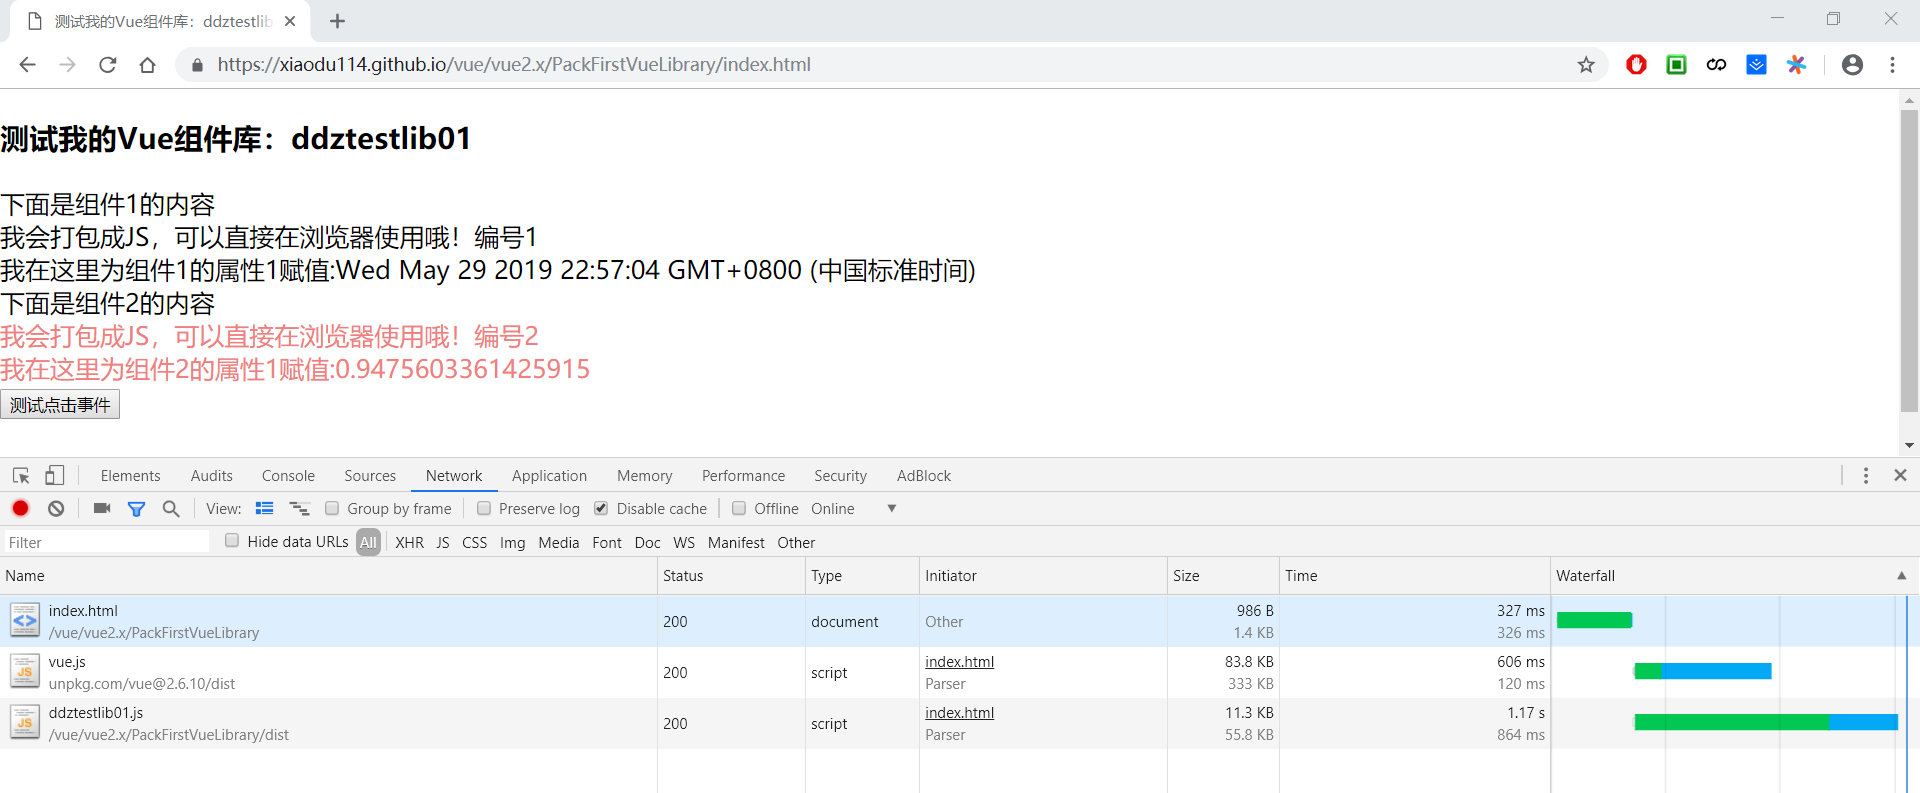 测试我的Vue组件库：ddztestlib
https://xiaodu114.github.io/vue/vue2.x/PackFirstVueLibrary/index.html
测试我的Vue组件库：ddztestlib01
下面是组件1的内容
我会打包成JS，可以直接在浏览器使用哦！编号1
我在这里为组件1的属性1赋值:Wed May 29 2019 22:57:04 GMT+0800 (中国标准时间)
下面是组件2的内容
我会打包成JS，可以直接在浏览器使用哦！编号2
我在这里为组件2的属性1赋值:0.9475603361425915
测试点击事件
Elements Audits Console Sources Network Application Memory Performance Security AdBlock
View: Group by frame Preserve log Disable cache Offline Online
Filter Hide data URLs All XHR JS CSS Img Media Font Doc WS Manifest Other
Name Status Type Initiator Size Time Waterfall
index.html 986 B 327 ms
200 document Other
/vue/vue2.x/PackFirstVueLibrary 1.4 KB 326 ms
vue.js index.html 83.8 KB 606 ms
200 script
unpkg.com/vue@2.6.10/dist Parser 333 KB 120 ms
ddztestlib01.js index.html 11.3 KB 1.17 s
200 script
/vue/vue2.x/PackFirstVueLibrary/dist Parser 55.8 KB 864 ms